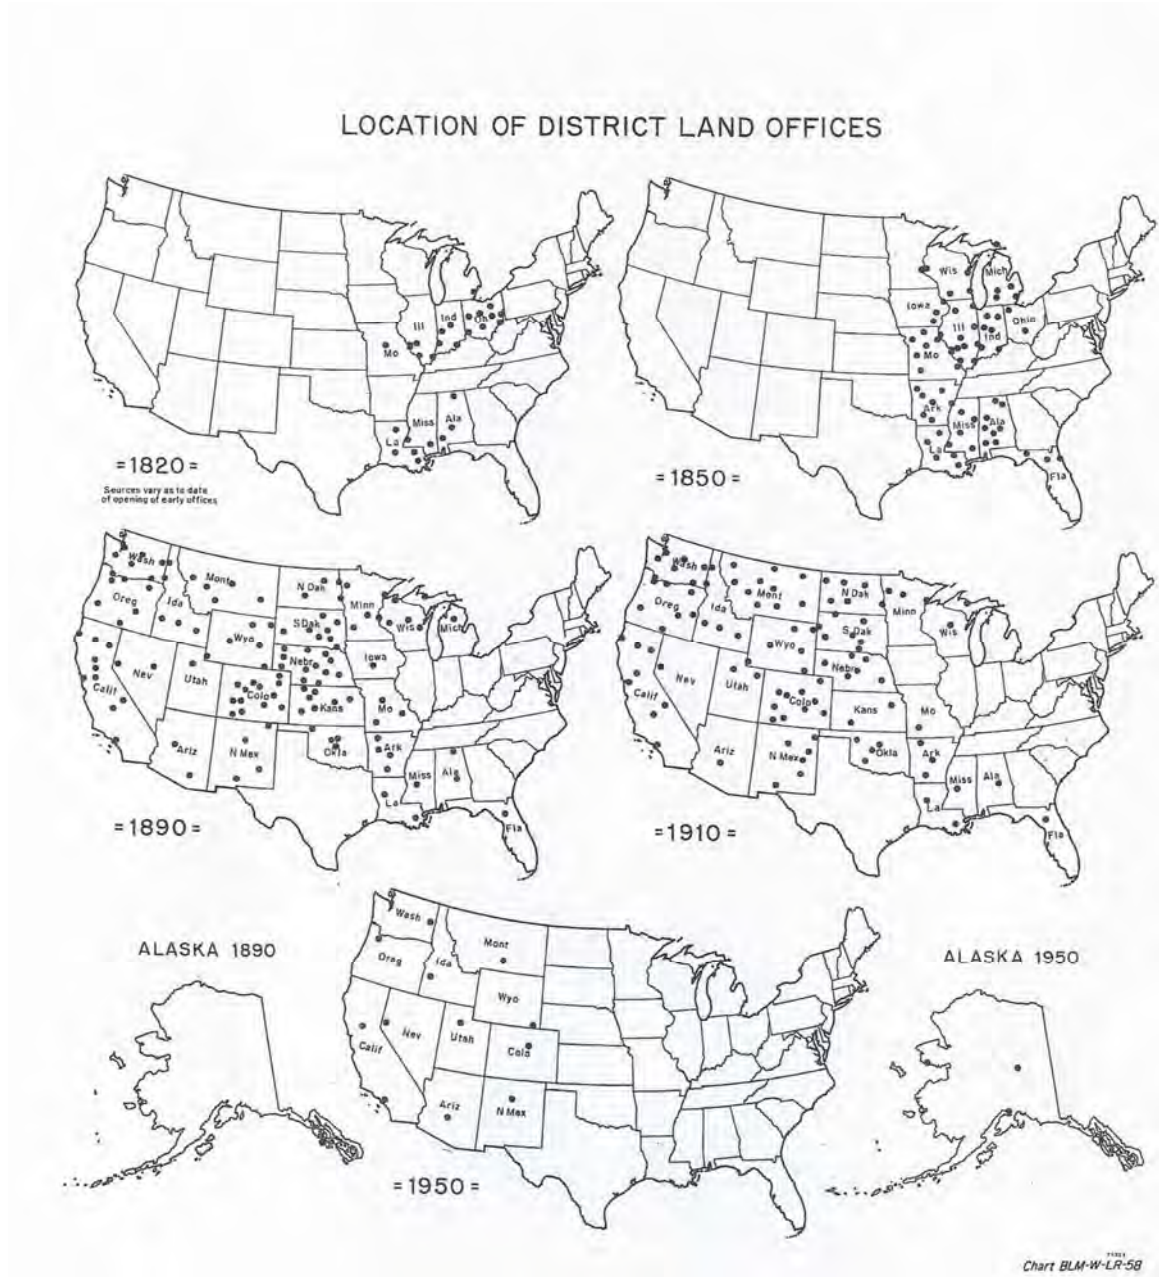 LOCATION OF DISTRICT LAND OFFICES
Ill
Ind
Mo
Miss
Ala
La
=1820=
Sources vary as to date
of opening of early offices
Wis
Mich
Iowa
Ill
Ind
Ohio
Mo
Ark
Miss
Ala
La
Fla
=1850=
Wash
Mont
N Dak
Minn
Oreg
Ida
S Dak
Wis
Mich
Wyo
Nebr
Iowa
Nev
Utah
Calif
Colo
Kans
Mo
Ariz
N Mex
Okla
Ark
Miss
Ala
La
Fla
=1890=
Wash
Mont
N Dak
Minn
Oreg
Ida
S Dak
Wis
Wyo
Nebr
Nev
Utah
Calif
Colo
Kans
Mo
Ariz
N Mex
Okla
Ark
Miss
Ala
La
Fla
=1910=
ALASKA 1890
Wash
Mont
Oreg
Ida
Wyo
Nev
Utah
Calif
Colo
Ariz
N Mex
=1950=
ALASKA 1950
Chart BLM-W-LR-58